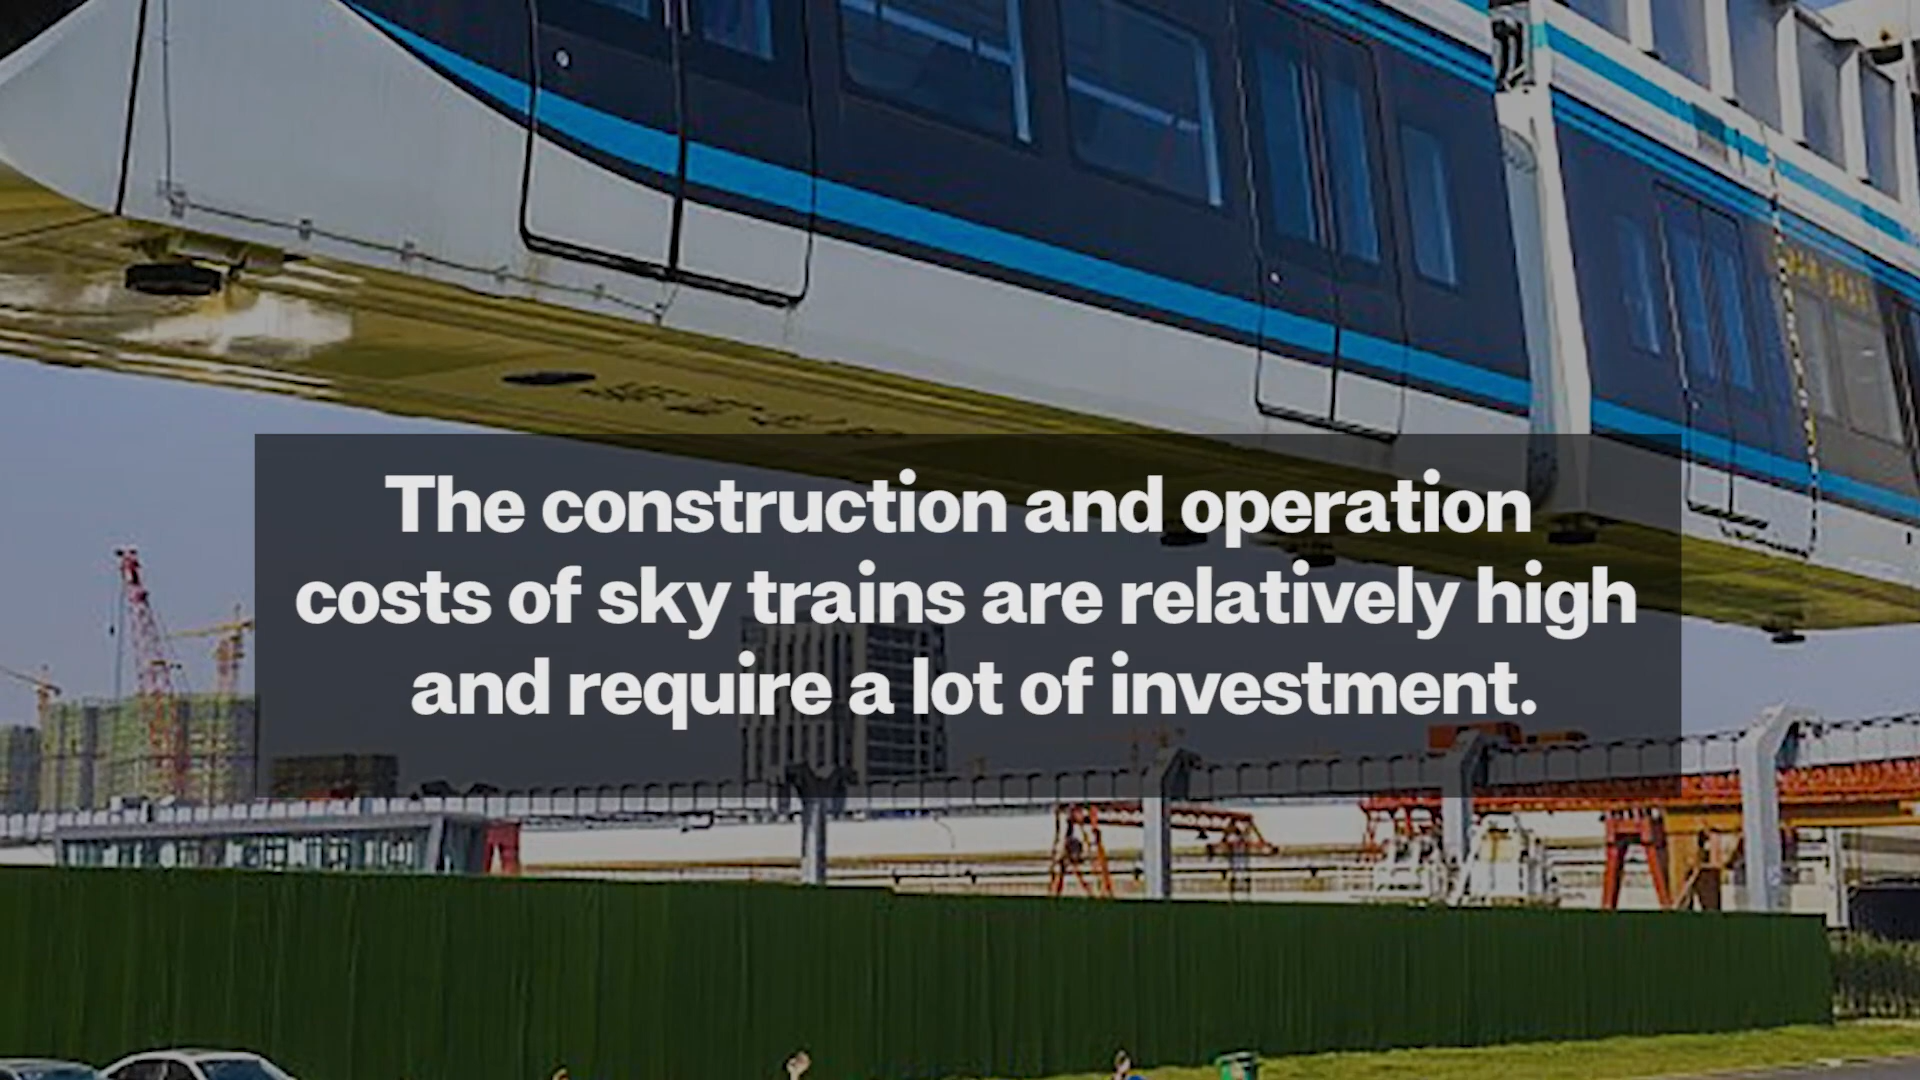 The construction and operation
costs of sky trains are relatively high
and require a lot of investment.